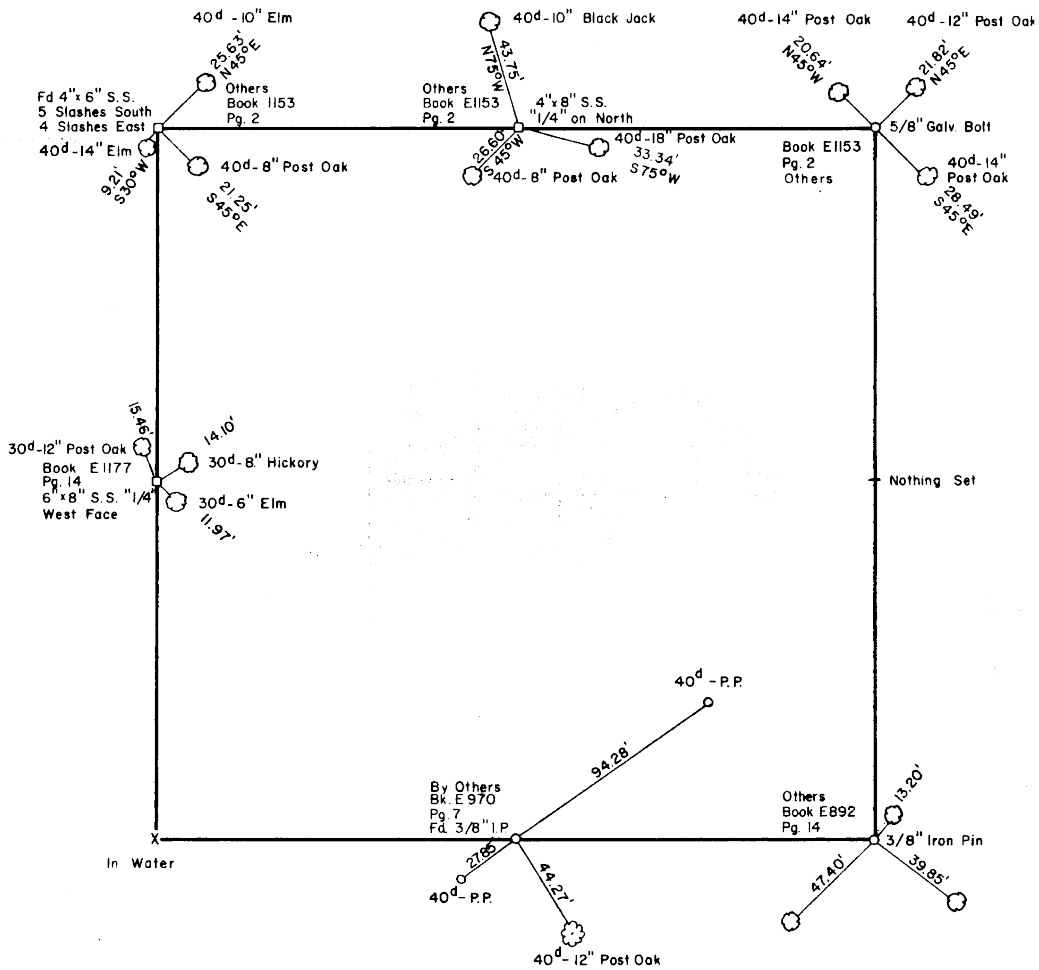 40d-10" Elm
25.63'
N45°E
Fd 4"x 6" S.S.
5 Slashes South
4 Slashes East
Others
Book 1153
Pg. 2
40d-14" Elm
9.21'
S30°W
40d-8" Post Oak
21.25'
S45°E
40d-10" Black Jack
43.75'
N75°W
Others
Book E1153
Pg. 2
4"x 8" S.S.
"1/4" on North
26.60'
S 45°W
40d-8" Post Oak
40d-18" Post Oak
33.34'
S75°W
40d-14" Post Oak
20.64'
N45°W
40d-12" Post Oak
21.82'
N45°E
5/8" Galv. Bolt
Book E1153
Pg. 2
Others
40d-14"
Post Oak
28.49'
S45°E
15.46'
30d-12" Post Oak
Book E1177
Pg. 14
6"x8" S.S. "1/4"
West Face
14.10'
30d-8" Hickory
30d-6" Elm
11.97'
Nothing Set
40d-P.P.
94.28'
By Others
Bk. E970
Pg. 7
Fd. 3/8" I.P.
27.85'
40d-P.P.
44.27'
40d-12" Post Oak
Others
Book E892
Pg. 14
13.20'
3/8" Iron Pin
47.40'
39.85'
X
In Water